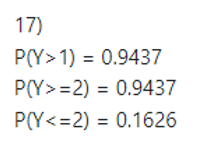 17)
P(Y>1) = 0.9437
P(Y>=2) = 0.9437
P(Y<=2) = 0.1626